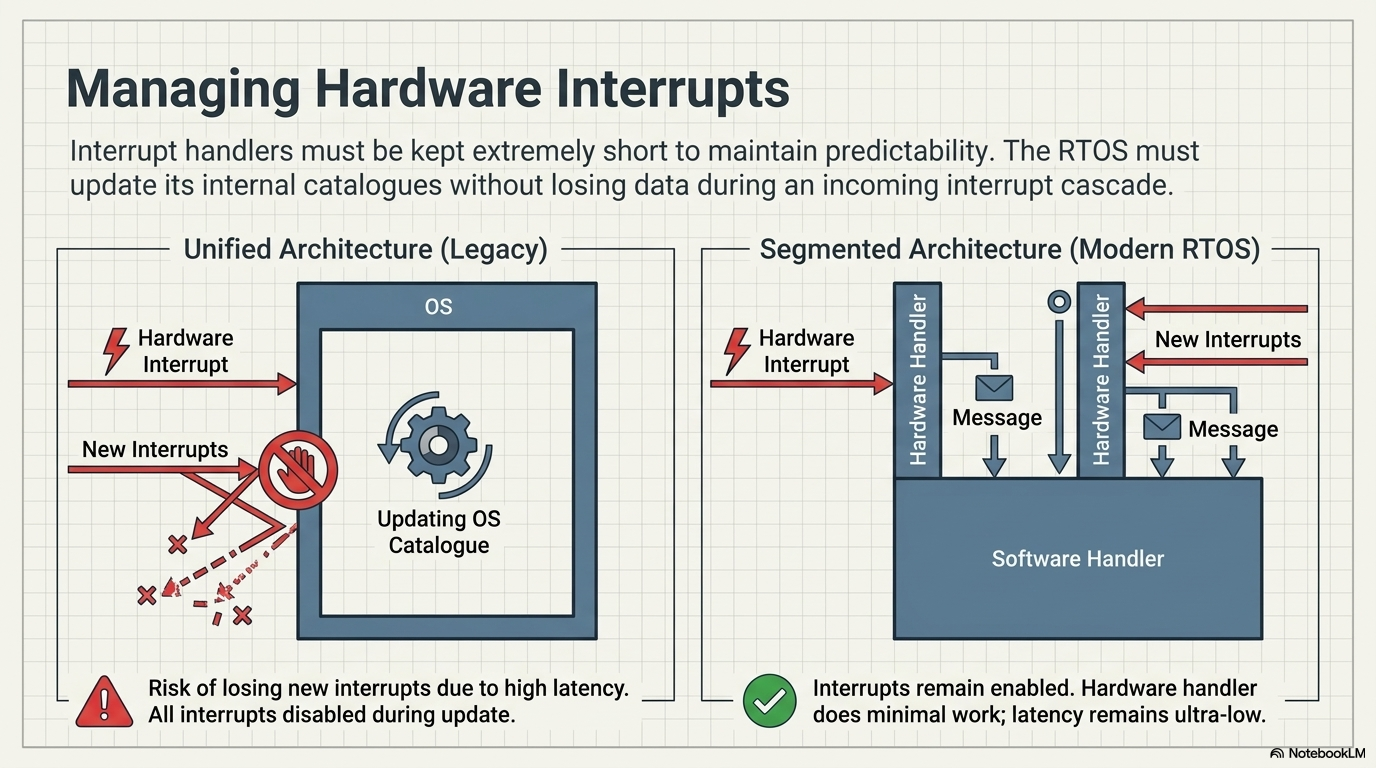 Managing Hardware Interrupts
Interrupt handlers must be kept extremely short to maintain predictability. The RTOS must
update its internal catalogues without losing data during an incoming interrupt cascade.
Unified Architecture (Legacy)
OS
Hardware
Interrupt
New Interrupts
Updating OS
Catalogue
Risk of losing new interrupts due to high latency.
All interrupts disabled during update.
Segmented Architecture (Modern RTOS)
Hardware
Interrupt
Hardware Handler
Message
Hardware Handler
New Interrupts
Message
Software Handler
Interrupts remain enabled. Hardware handler
does minimal work; latency remains ultra-low.
NotebookLM